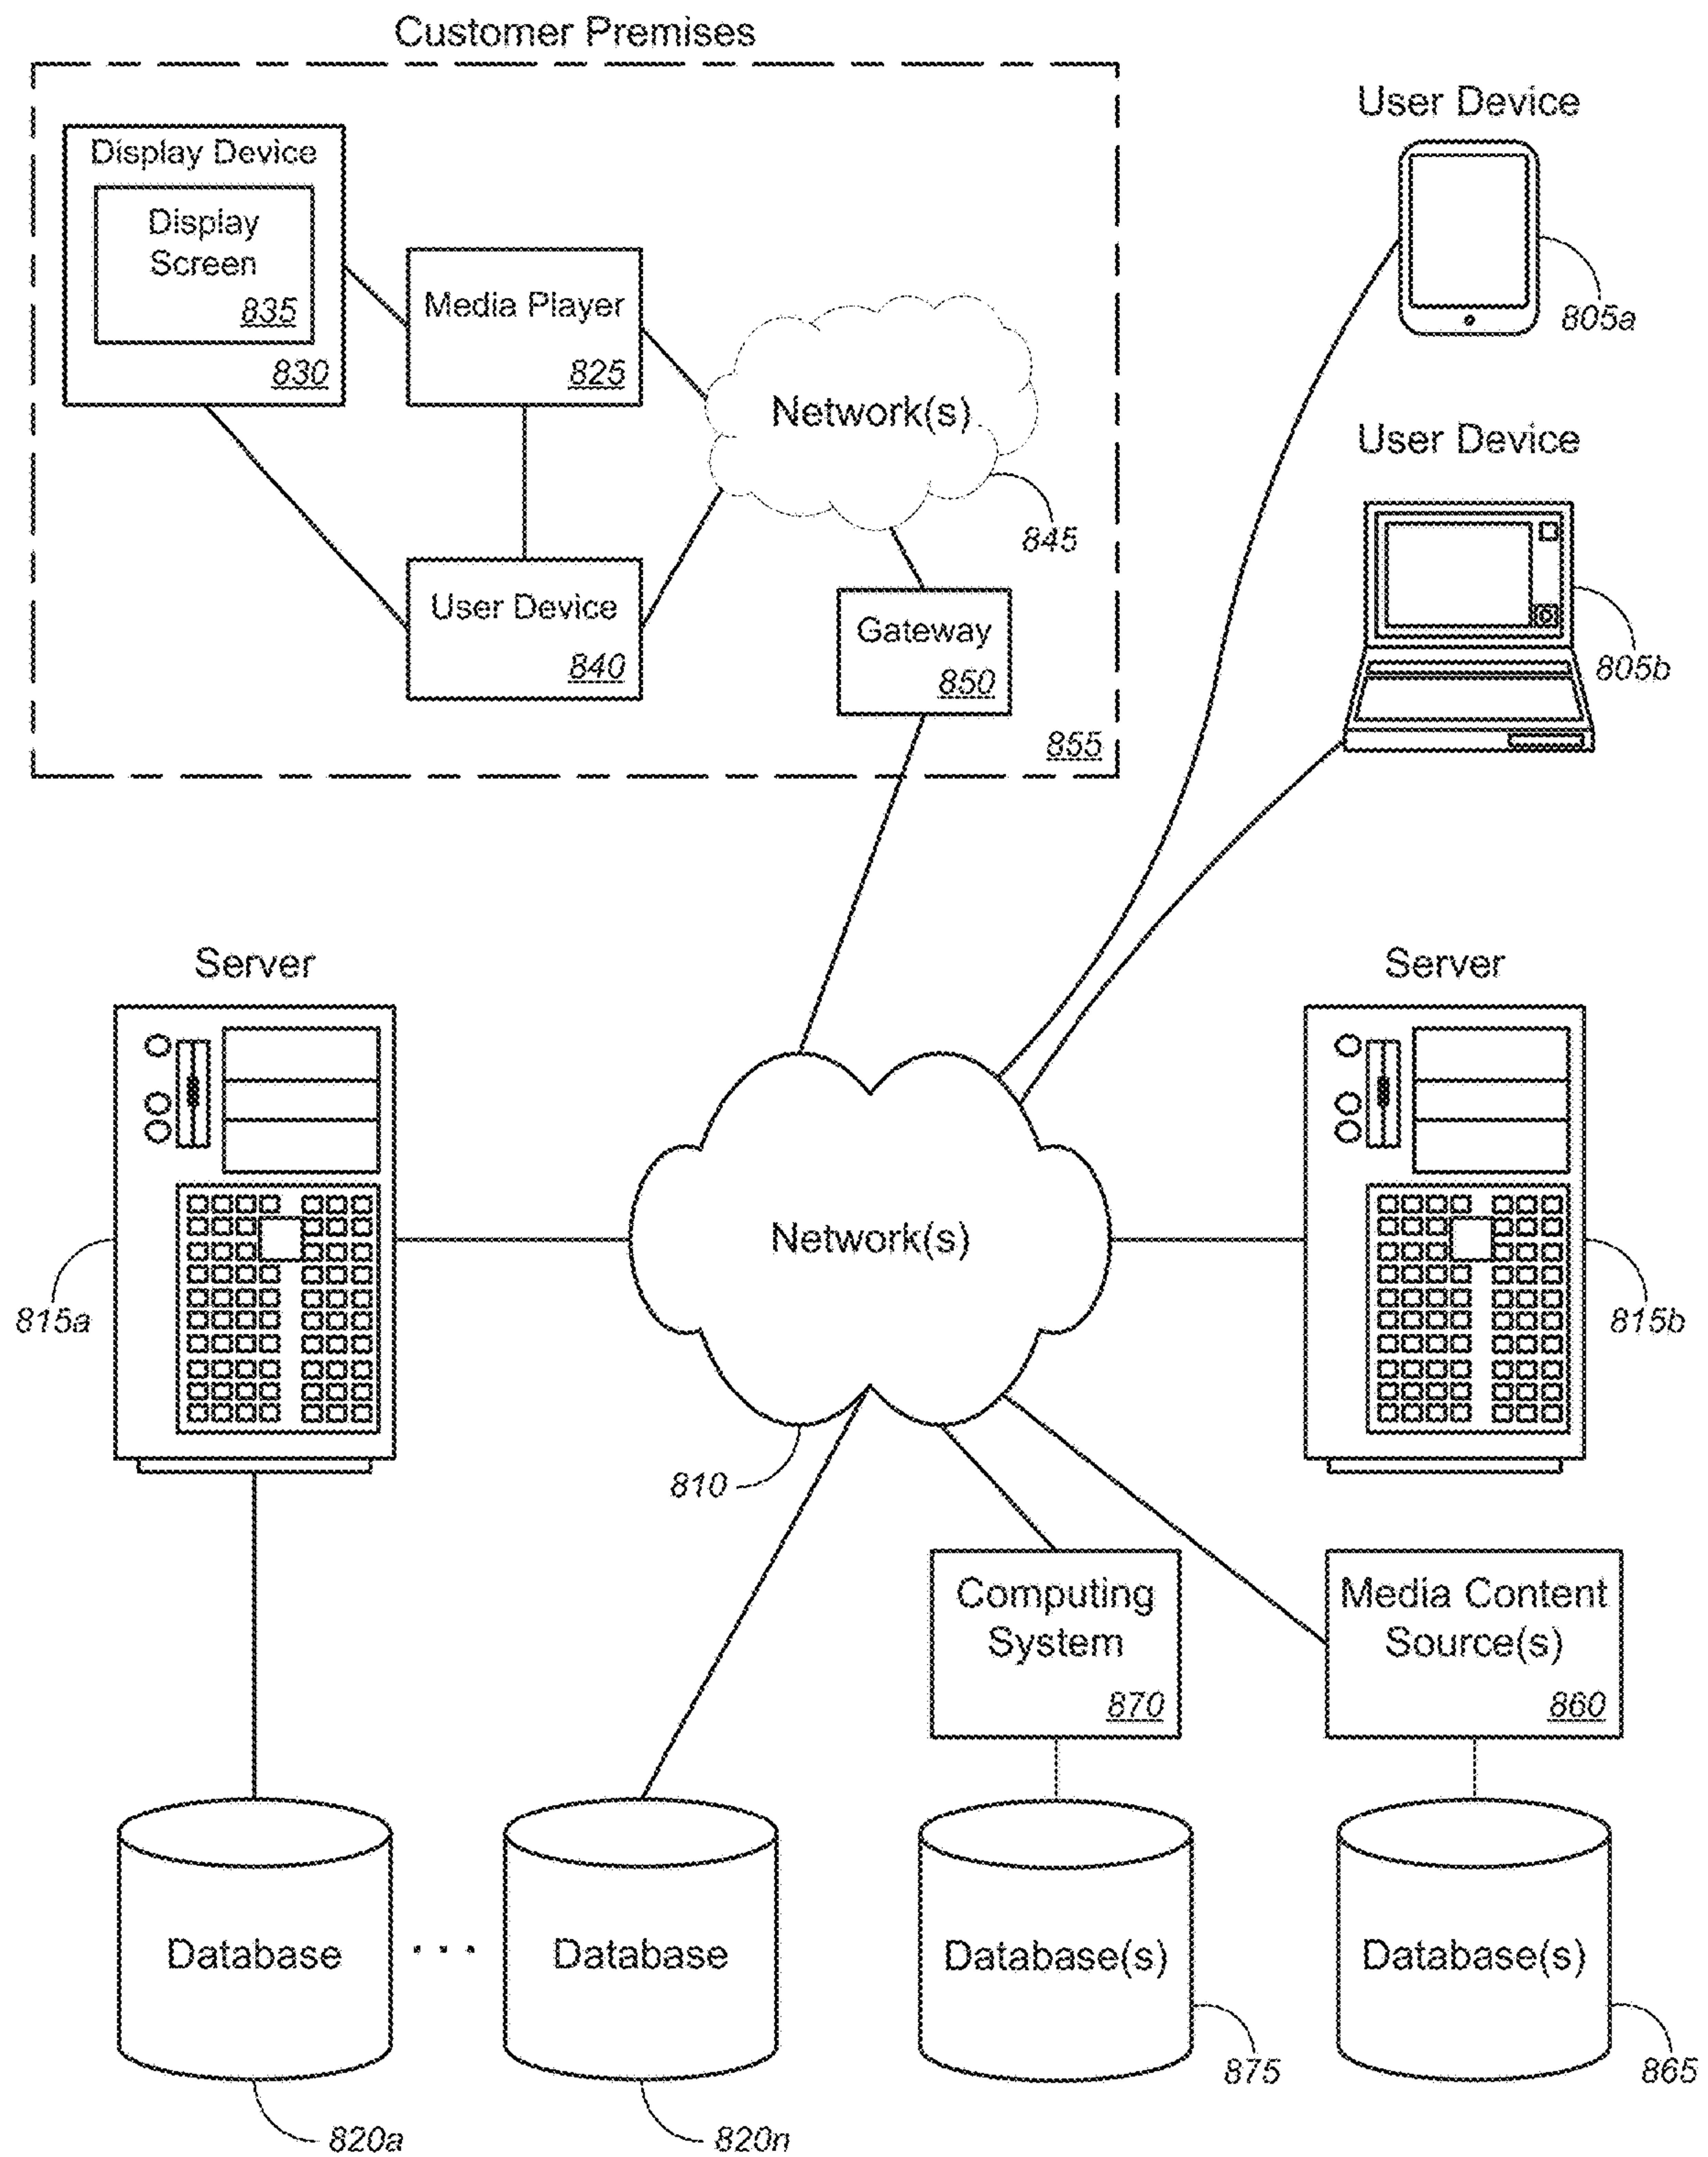 Customer Premises
User Device
Display Device
Display
Screen
835
830
Media Player
825
Network(s)
845
805a
User Device
User Device
840
Gateway
850
855
805b
Server
Server
815a
Network(s)
815b
810
Computing
System
870
Media Content
Source(s)
860
Database
. . .
Database
Database(s)
Database(s)
875
865
820a
820n